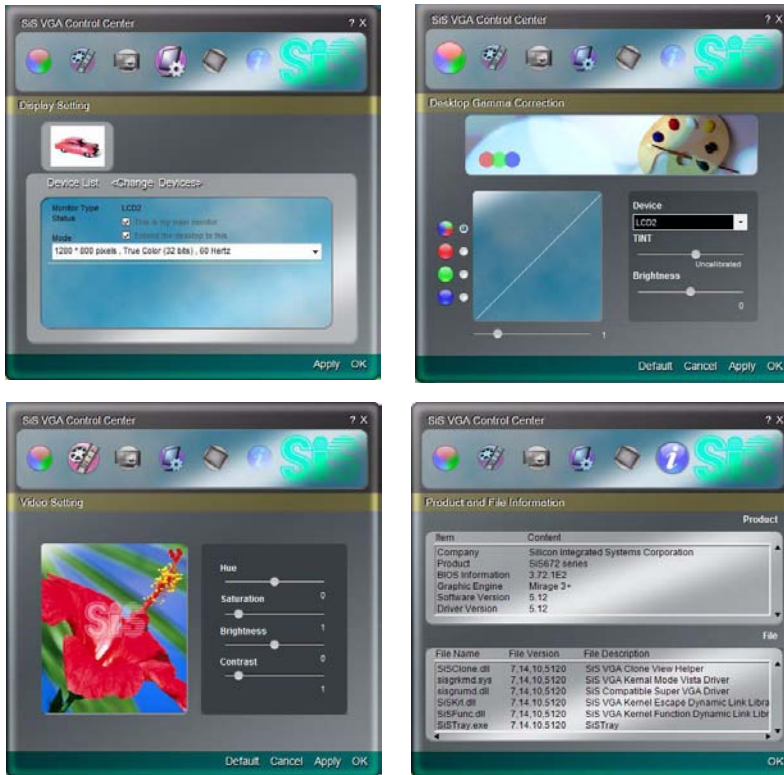 SiS VGA Control Center ? X
SiS
Display Setting
Device List <Change Devices>
Monitor Type LCD2
Status
This is my main monitor
Extend the desktop to this
Mode
1280 * 800 pixels , True Color (32 bits) , 60 Hertz
Apply OK
SiS VGA Control Center ? X
SiS
Desktop Gamma Correction
Device
LCD2
TINT
Uncalibrated
Brightness
0
1
Default Cancel Apply OK
SiS VGA Control Center ? X
SiS
Video Setting
SiS
Hue
0
Saturation
1
Brightness
0
Contrast
1
Default Cancel Apply OK
SiS VGA Control Center ? X
i SiS
Product and File Information
Product
Item Content
Company Silicon Integrated Systems Corporation
Product SiS672 series
BIOS Information 3.72.1E2
Graphic Engine Mirage 3+
Software Version 5.12
Driver Version 5.12
File
File Name File Version File Description
SiSClone.dll 7,14,10,5120 SiS VGA Clone View Helper
sisgrkmd.sys 7.14.10.5120 SiS VGA Kernal Mode Vista Driver
sisgrumd.dll 7,14,10,5120 SiS Compatible Super VGA Driver
SiSKrl.dll 7.14.10.5120 SiS VGA Kernel Escape Dynamic Link Libra
SiSFunc.dll 7,14,10,5120 SiS VGA Kernel Function Dynamic Link Libr
SiSTray.exe 7.14.10.5120 SiSTray
OK